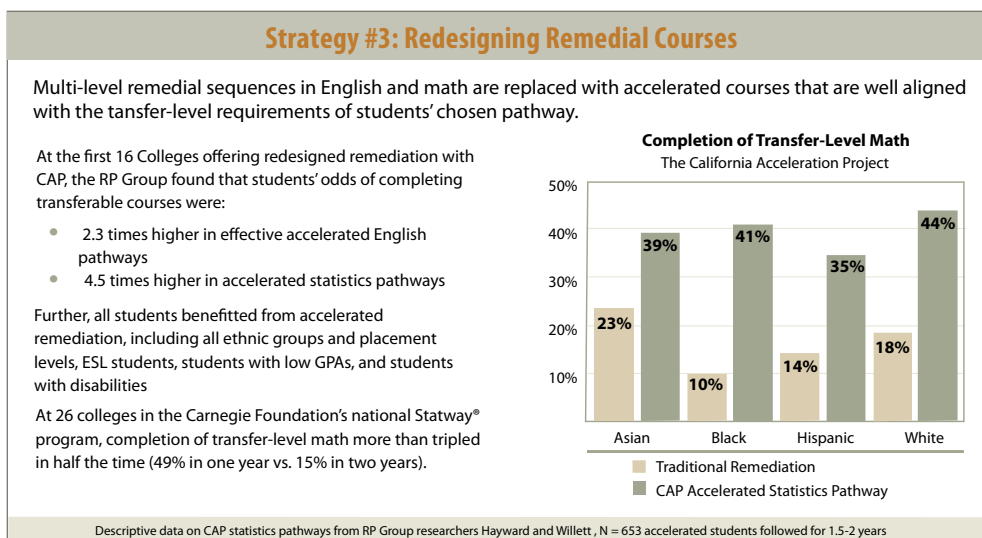 Strategy #3: Redesigning Remedial Courses
Multi-level remedial sequences in English and math are replaced with accelerated courses that are well aligned
with the tansfer-level requirements of students' chosen pathway.
At the first 16 Colleges offering redesigned remediation with
CAP, the RP Group found that students' odds of completing
transferable courses were:
• 2.3 times higher in effective accelerated English
pathways
• 4.5 times higher in accelerated statistics pathways
Further, all students benefitted from accelerated
remediation, including all ethnic groups and placement
levels, ESL students, students with low GPAs, and students
with disabilities
At 26 colleges in the Carnegie Foundation's national Statway®
program, completion of transfer-level math more than tripled
in half the time (49% in one year vs. 15% in two years).
Completion of Transfer-Level Math
The California Acceleration Project
50%
40%
30%
20%
10%
23%
39%
10%
41%
14%
35%
18%
44%
Asian
Black
Hispanic
White
Traditional Remediation
CAP Accelerated Statistics Pathway
Descriptive data on CAP statistics pathways from RP Group researchers Hayward and Willett , N = 653 accelerated students followed for 1.5-2 years